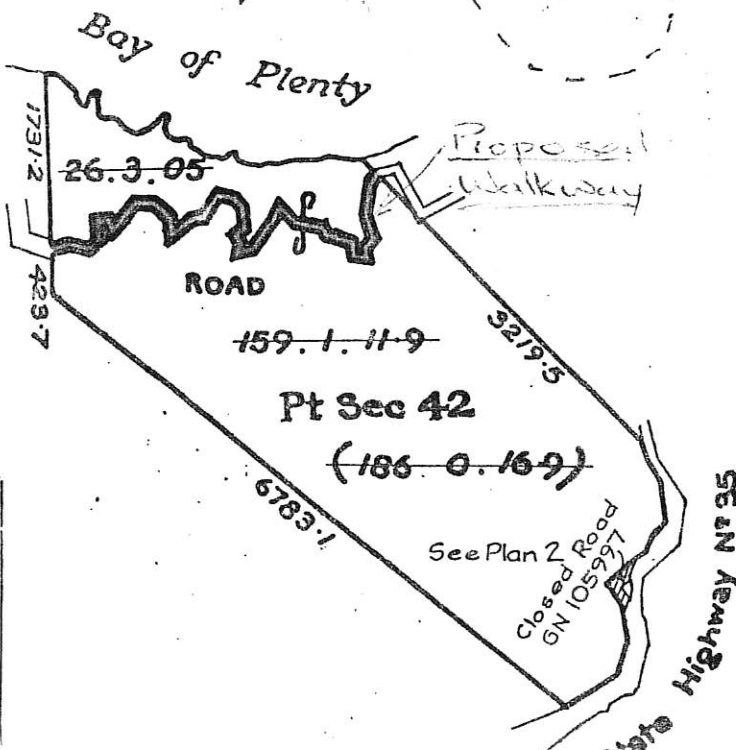 Bay of Plenty
1731·2
26.3.05
Proposed
Walkway
ROAD
423·7
159.1.11·9
3219·5
Pt Sec 42
(186 0.16·9)
6783·1
See Plan 2
Closed Road
GN 105997
Highway Nº 35